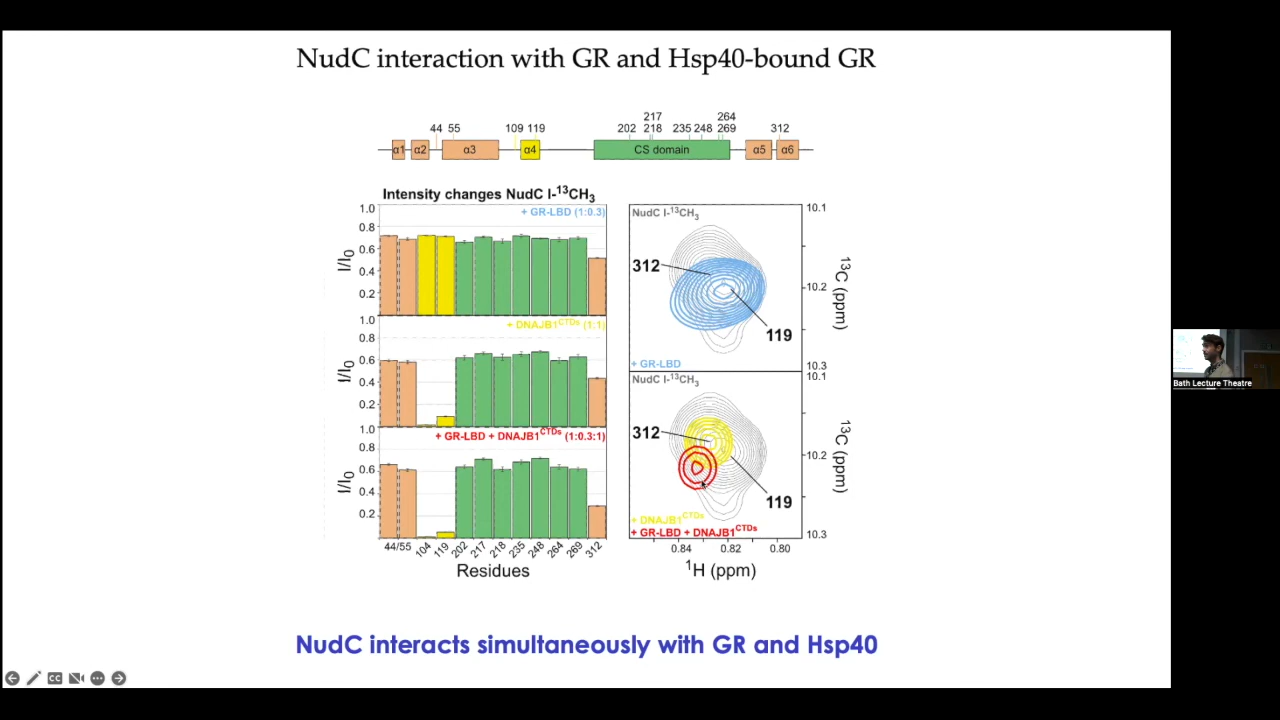 NudC interaction with GR and Hsp40-bound GR
217 264
44 55 109 119 202 218 235 248 269 312
α1 α2 α3 α4 CS domain α5 α6
Intensity changes NudC I-¹³CH₃
+ GR-LBD (1:0.3)
1.0
0.8
0.6
0.4
0.2
I/I₀
+ DNAJB1ᶜᵀᴰˢ (1:1)
1.0
0.8
0.6
0.4
0.2
I/I₀
+ GR-LBD + DNAJB1ᶜᵀᴰˢ (1:0.3:1)
1.0
0.8
0.6
0.4
0.2
I/I₀
44/55 104 119 202 217 218 235 248 264 269 312
Residues
NudC I-¹³CH₃
312
119
+ GR-LBD
10.1
10.2
10.3
¹³C (ppm)
NudC I-¹³CH₃
312
119
+ DNAJB1ᶜᵀᴰˢ
+ GR-LBD + DNAJB1ᶜᵀᴰˢ
10.1
10.2
10.3
¹³C (ppm)
0.84 0.82 0.80
¹H (ppm)
NudC interacts simultaneously with GR and Hsp40
CC
Bath Lecture Theatre